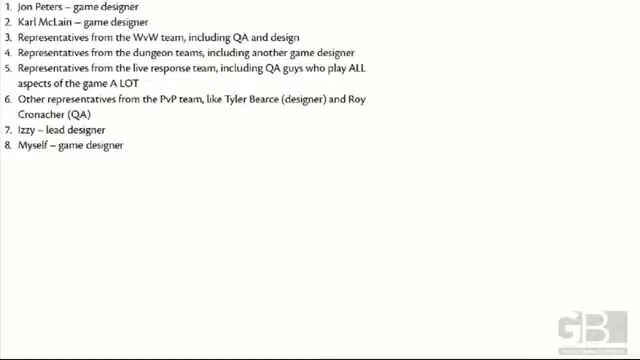 1. Jon Peters – game designer
2. Karl McLain – game designer
3. Representatives from the WvW team, including QA and design
4. Representatives from the dungeon teams, including another game designer
5. Representatives from the live response team, including QA guys who play ALL
aspects of the game A LOT
6. Other representatives from the PvP team, like Tyler Bearce (designer) and Roy
Cronacher (QA)
7. Izzy – lead designer
8. Myself – game designer
GB